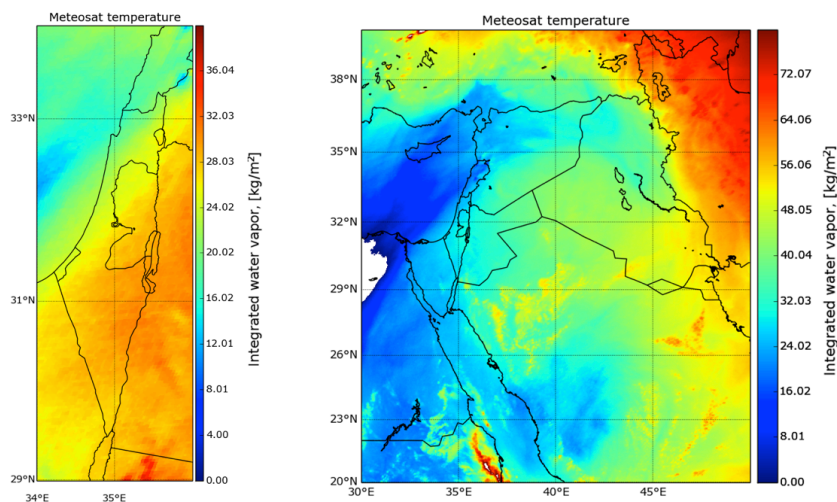 Meteosat temperature
33°N
31°N
29°N
34°E
35°E
36.04
32.04
28.03
24.03
20.02
16.02
12.01
8.01
4.00
0.00
Integrated water vapor, [kg/m²]
Meteosat temperature
38°N
35°N
32°N
29°N
26°N
23°N
20°N
30°E
35°E
40°E
45°E
72.07
64.06
56.06
48.05
40.04
32.03
24.02
16.02
8.01
0.00
Integrated water vapor, [kg/m²]